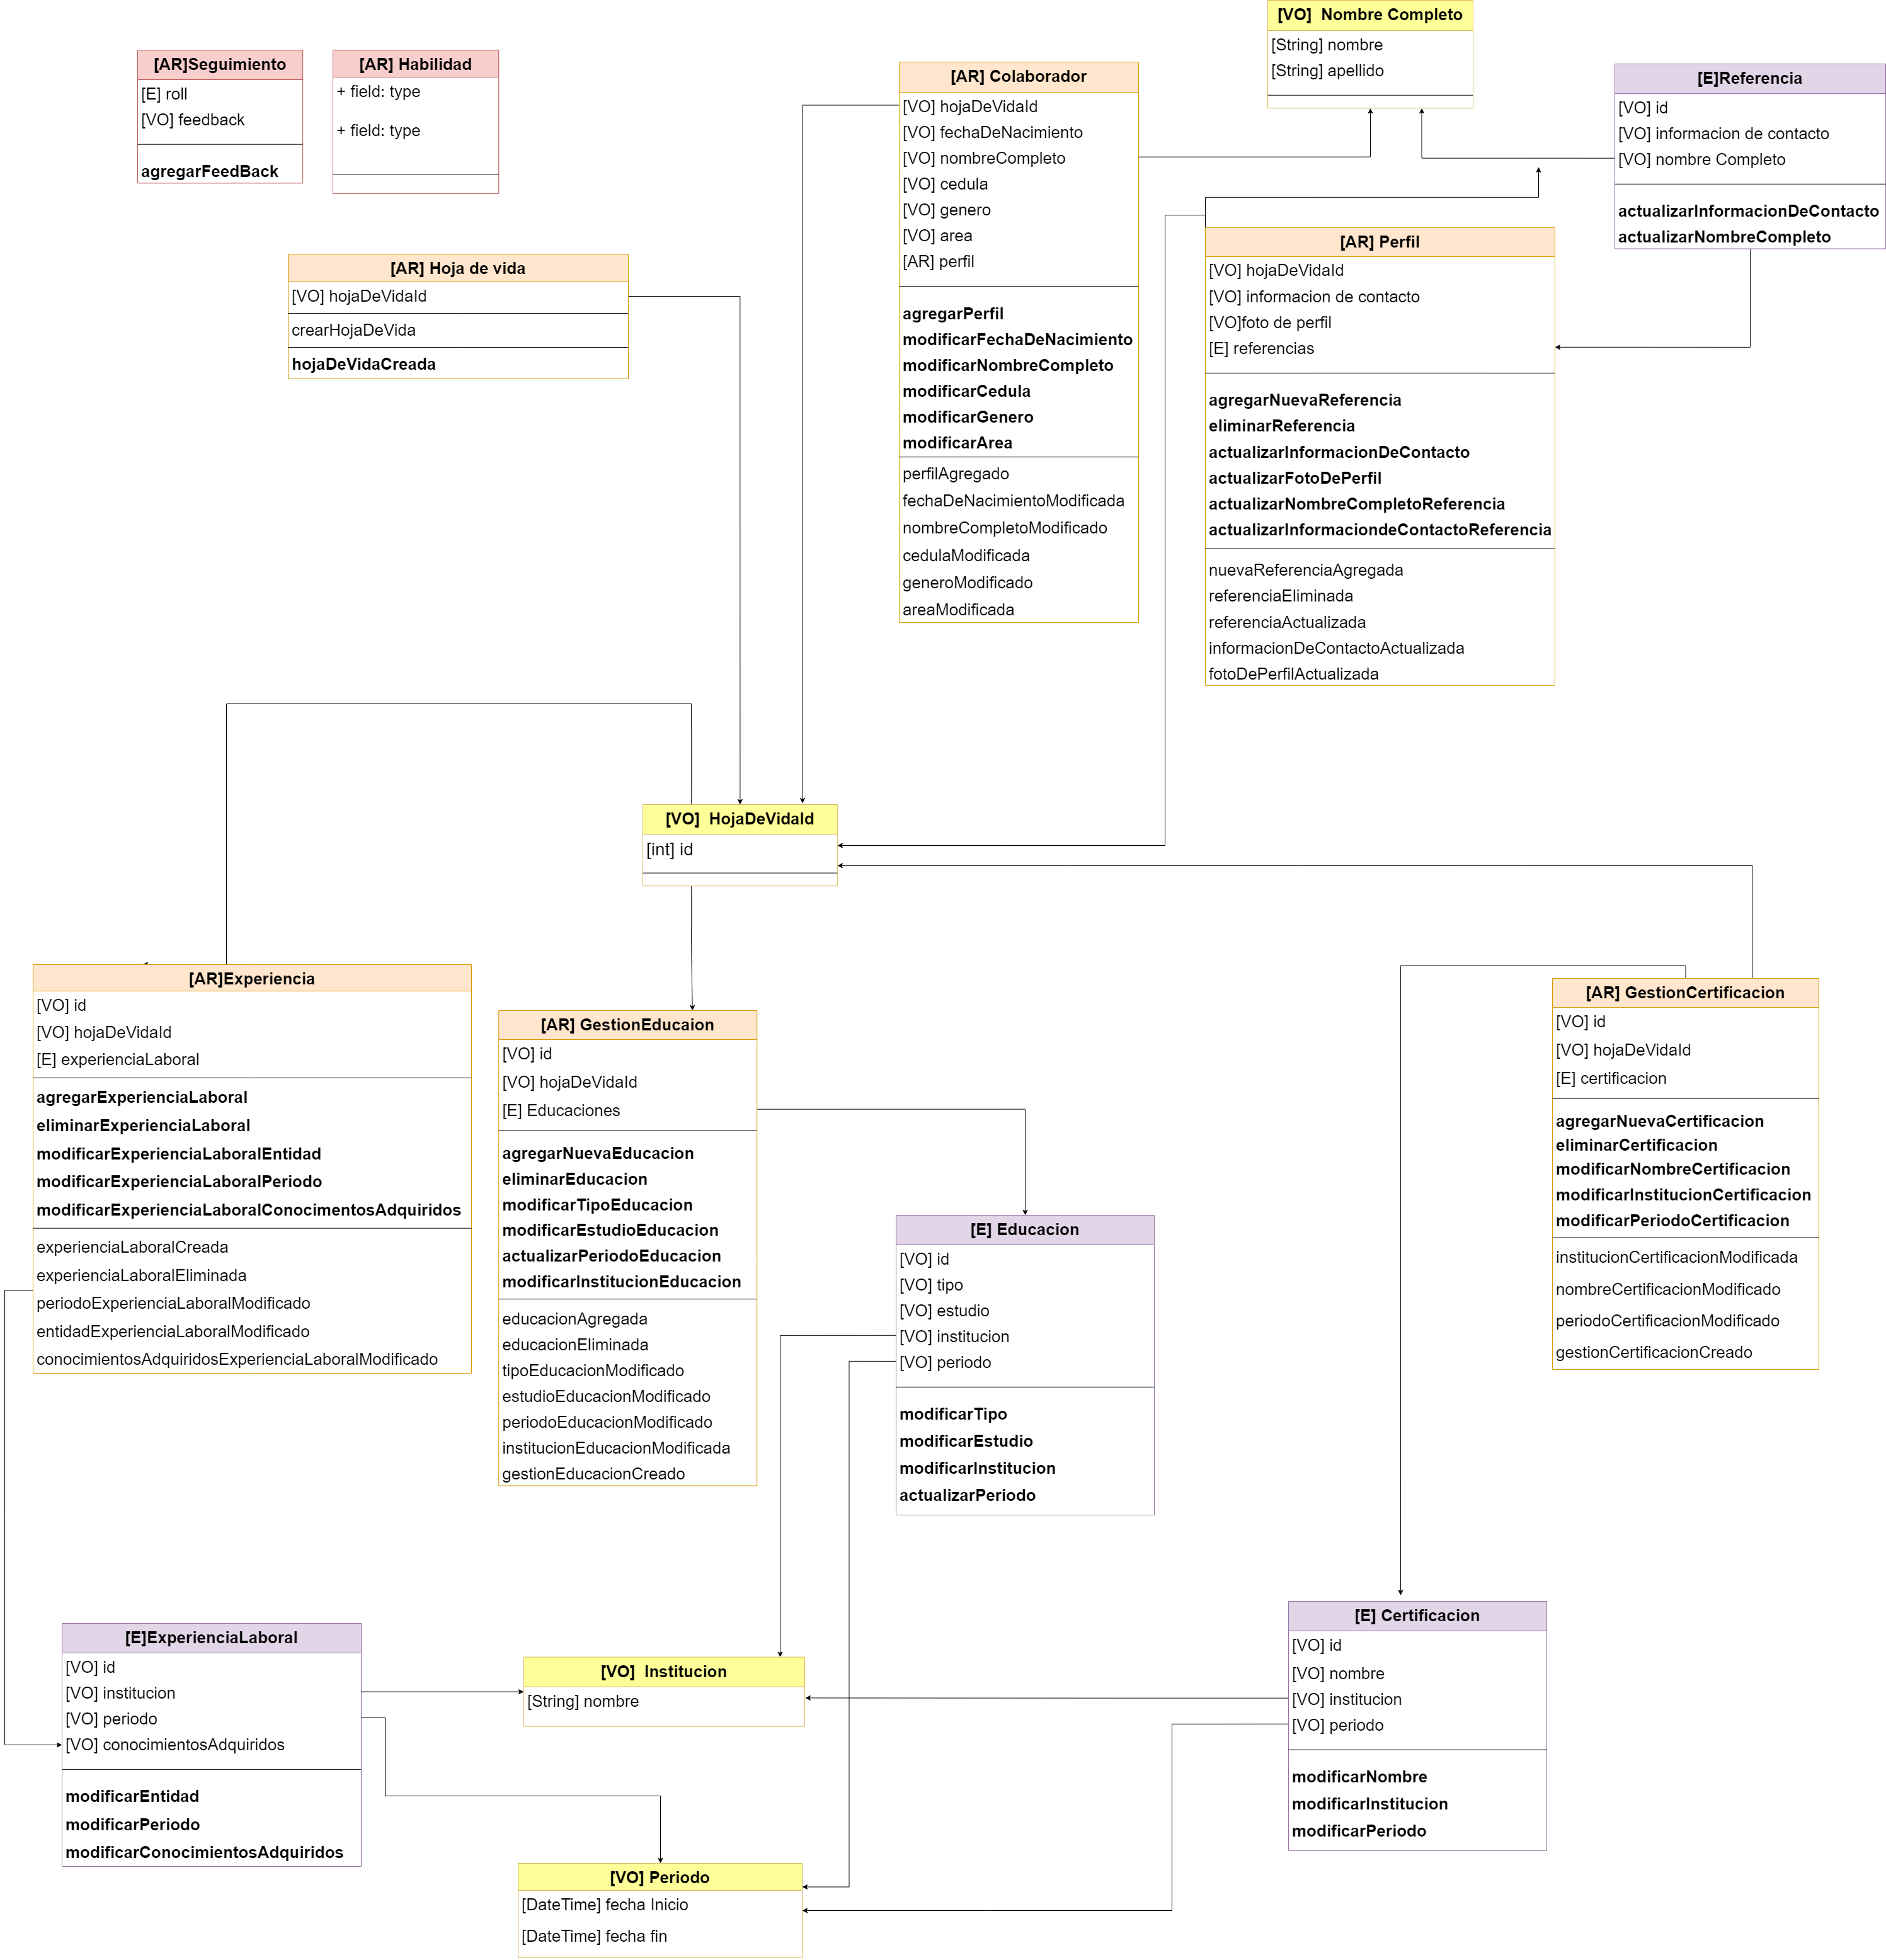 [VO]  Nombre Completo
[String] nombre
[String] apellido
[AR]Seguimiento
[E] roll
[VO] feedback
agregarFeedBack
[AR] Habilidad
+ field: type
+ field: type
[AR] Colaborador
[VO] hojaDeVidaId
[VO] fechaDeNacimiento
[VO] nombreCompleto
[VO] cedula
[VO] genero
[VO] area
[AR] perfil
agregarPerfil
modificarFechaDeNacimiento
modificarNombreCompleto
modificarCedula
modificarGenero
modificarArea
perfilAgregado
fechaDeNacimientoModificada
nombreCompletoModificado
cedulaModificada
generoModificado
areaModificada
[E]Referencia
[VO] id
[VO] informacion de contacto
[VO] nombre Completo
actualizarInformacionDeContacto
actualizarNombreCompleto
[AR] Perfil
[VO] hojaDeVidaId
[VO] informacion de contacto
[VO]foto de perfil
[E] referencias
agregarNuevaReferencia
eliminarReferencia
actualizarInformacionDeContacto
actualizarFotoDePerfil
actualizarNombreCompletoReferencia
actualizarInformaciondeContactoReferencia
nuevaReferenciaAgregada
referenciaEliminada
referenciaActualizada
informacionDeContactoActualizada
fotoDePerfilActualizada
[AR] Hoja de vida
[VO] hojaDeVidaId
crearHojaDeVida
hojaDeVidaCreada
[VO]  HojaDeVidaId
[int] id
[AR]Experiencia
[VO] id
[VO] hojaDeVidaId
[E] experienciaLaboral
agregarExperienciaLaboral
eliminarExperienciaLaboral
modificarExperienciaLaboralEntidad
modificarExperienciaLaboralPeriodo
modificarExperienciaLaboralConocimentosAdquiridos
experienciaLaboralCreada
experienciaLaboralEliminada
periodoExperienciaLaboralModificado
entidadExperienciaLaboralModificado
conocimientosAdquiridosExperienciaLaboralModificado
[AR] GestionEducaion
[VO] id
[VO] hojaDeVidaId
[E] Educaciones
agregarNuevaEducacion
eliminarEducacion
modificarTipoEducacion
modificarEstudioEducacion
actualizarPeriodoEducacion
modificarInstitucionEducacion
educacionAgregada
educacionEliminada
tipoEducacionModificado
estudioEducacionModificado
periodoEducacionModificado
institucionEducacionModificada
gestionEducacionCreado
[AR] GestionCertificacion
[VO] id
[VO] hojaDeVidaId
[E] certificacion
agregarNuevaCertificacion
eliminarCertificacion
modificarNombreCertificacion
modificarInstitucionCertificacion
modificarPeriodoCertificacion
institucionCertificacionModificada
nombreCertificacionModificado
periodoCertificacionModificado
gestionCertificacionCreado
[E] Educacion
[VO] id
[VO] tipo
[VO] estudio
[VO] institucion
[VO] periodo
modificarTipo
modificarEstudio
modificarInstitucion
actualizarPeriodo
[E]ExperienciaLaboral
[VO] id
[VO] institucion
[VO] periodo
[VO] conocimientosAdquiridos
modificarEntidad
modificarPeriodo
modificarConocimientosAdquiridos
[VO]  Institucion
[String] nombre
[E] Certificacion
[VO] id
[VO] nombre
[VO] institucion
[VO] periodo
modificarNombre
modificarInstitucion
modificarPeriodo
[VO] Periodo
[DateTime] fecha Inicio
[DateTime] fecha fin